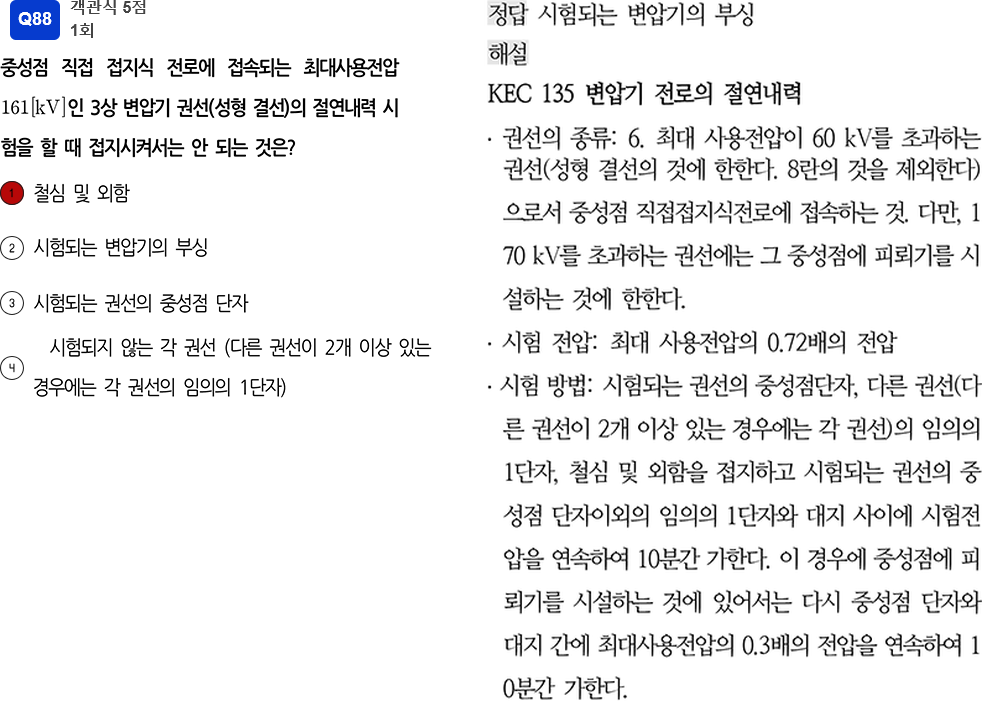 Q88
객관식 5점
1회
중성점 직접 접지식 전로에 접속되는 최대사용전압
161[kV]인 3상 변압기 권선(성형 결선)의 절연내력 시
험을 할 때 접지시켜서는 안 되는 것은?
1 철심 및 외함
2 시험되는 변압기의 부싱
3 시험되는 권선의 중성점 단자
4 시험되지 않는 각 권선 (다른 권선이 2개 이상 있는
경우에는 각 권선의 임의의 1단자)
정답 시험되는 변압기의 부싱
해설
KEC 135 변압기 전로의 절연내력
· 권선의 종류: 6. 최대 사용전압이 60 kV를 초과하는
권선(성형 결선의 것에 한한다. 8란의 것을 제외한다)
으로서 중성점 직접접지식전로에 접속하는 것. 다만, 1
70 kV를 초과하는 권선에는 그 중성점에 피뢰기를 시
설하는 것에 한한다.
· 시험 전압: 최대 사용전압의 0.72배의 전압
· 시험 방법: 시험되는 권선의 중성점단자, 다른 권선(다
른 권선이 2개 이상 있는 경우에는 각 권선)의 임의의
1단자, 철심 및 외함을 접지하고 시험되는 권선의 중
성점 단자이외의 임의의 1단자와 대지 사이에 시험전
압을 연속하여 10분간 가한다. 이 경우에 중성점에 피
뢰기를 시설하는 것에 있어서는 다시 중성점 단자와
대지 간에 최대사용전압의 0.3배의 전압을 연속하여 1
0분간 가한다.